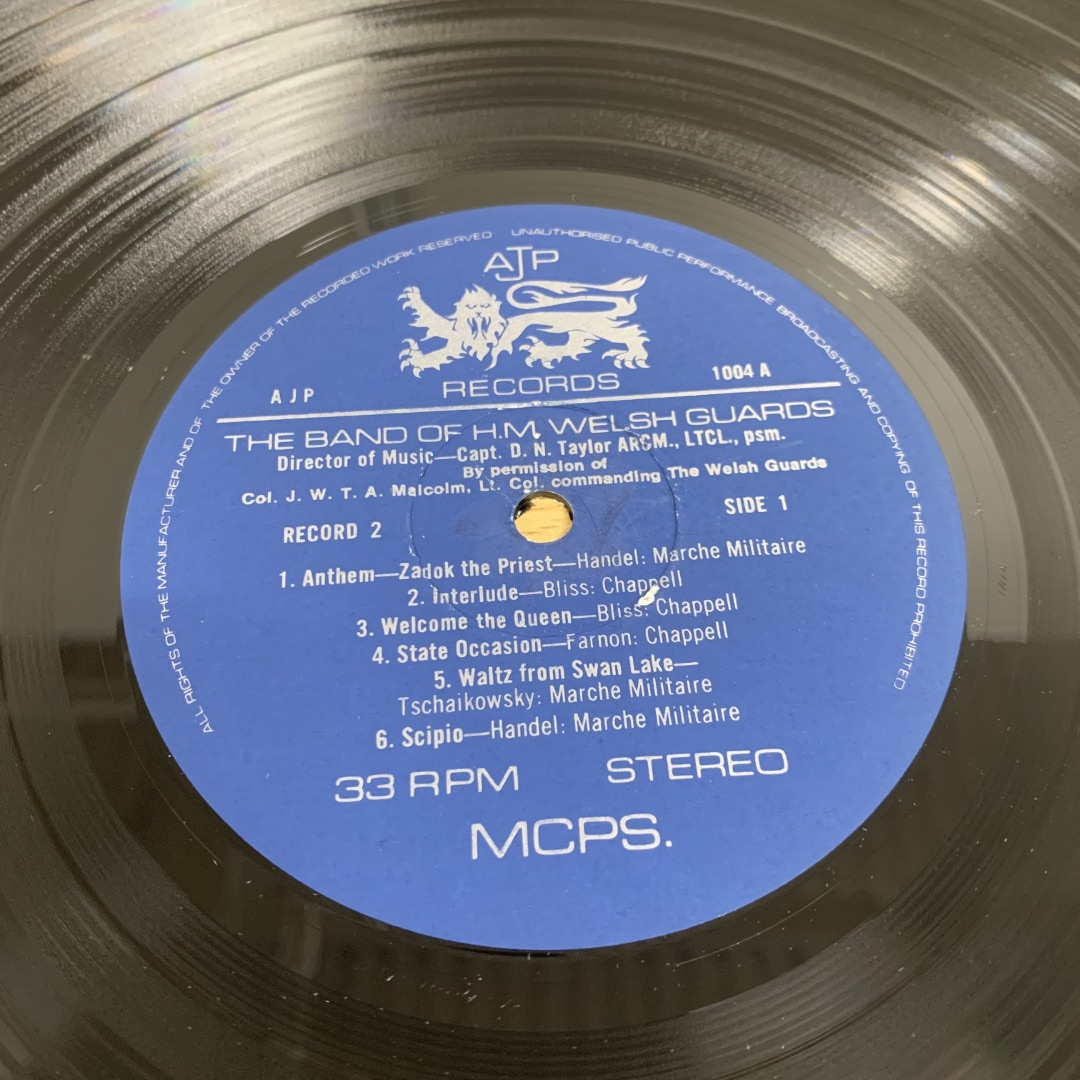 ALL RIGHTS OF THE MANUFACTURER AND OF THE OWNER OF THE RECORDED WORK RESERVED UNAUTHORISED PUBLIC PERFORMANCE BROADCASTING AND COPYING OF THIS RECORD PROHIBITED
AJP
RECORDS
AJP 1004 A
THE BAND OF H.M. WELSH GUARDS
Director of Music—Capt. D. N. Taylor ARCM., LTCL., psm.
By permission of
Col. J. W. T. A. Malcolm, Lt. Col. commanding The Welsh Guards
RECORD 2 SIDE 1
1. Anthem—Zadok the Priest—Handel: Marche Militaire
2. Interlude—Bliss: Chappell
3. Welcome the Queen—Bliss: Chappell
4. State Occasion—Farnon: Chappell
5. Waltz from Swan Lake—
Tschaikowsky: Marche Militaire
6. Scipio—Handel: Marche Militaire
33 RPM STEREO
MCPS.